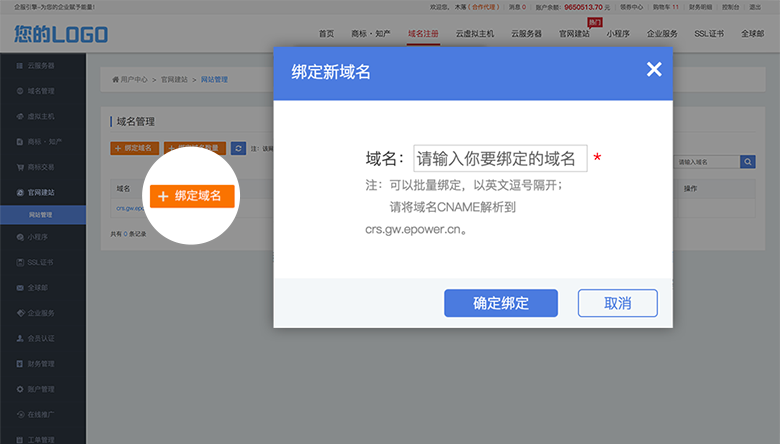 企服引擎-为您的企业赋予能量!
欢迎您, 木落 (合作代理)
消息 0
账户余额: 9650513.70 元
领券中心
购物车 11
财务明细
控制台
退出
您的LOGO
首页
商标·知产
域名注册
云虚拟主机
云服务器
官网建站
热门
小程序
企业服务
SSL证书
全球邮
云服务器
域名管理
虚拟主机
商标·知产
商标交易
官网建站
网站管理
小程序
SSL证书
全球邮
企业服务
会员认证
财务管理
账户管理
在线推广
工单管理
用户中心 > 官网建站 > 网站管理
域名管理
+ 绑定域名
注: 该网
请输入域名
域名
操作
crs.gw.epow
共有 0 条记录
+ 绑定域名
绑定新域名
域名: 请输入你要绑定的域名 *
注: 可以批量绑定, 以英文逗号隔开;
请将域名CNAME解析到
crs.gw.epower.cn。
确定绑定
取消